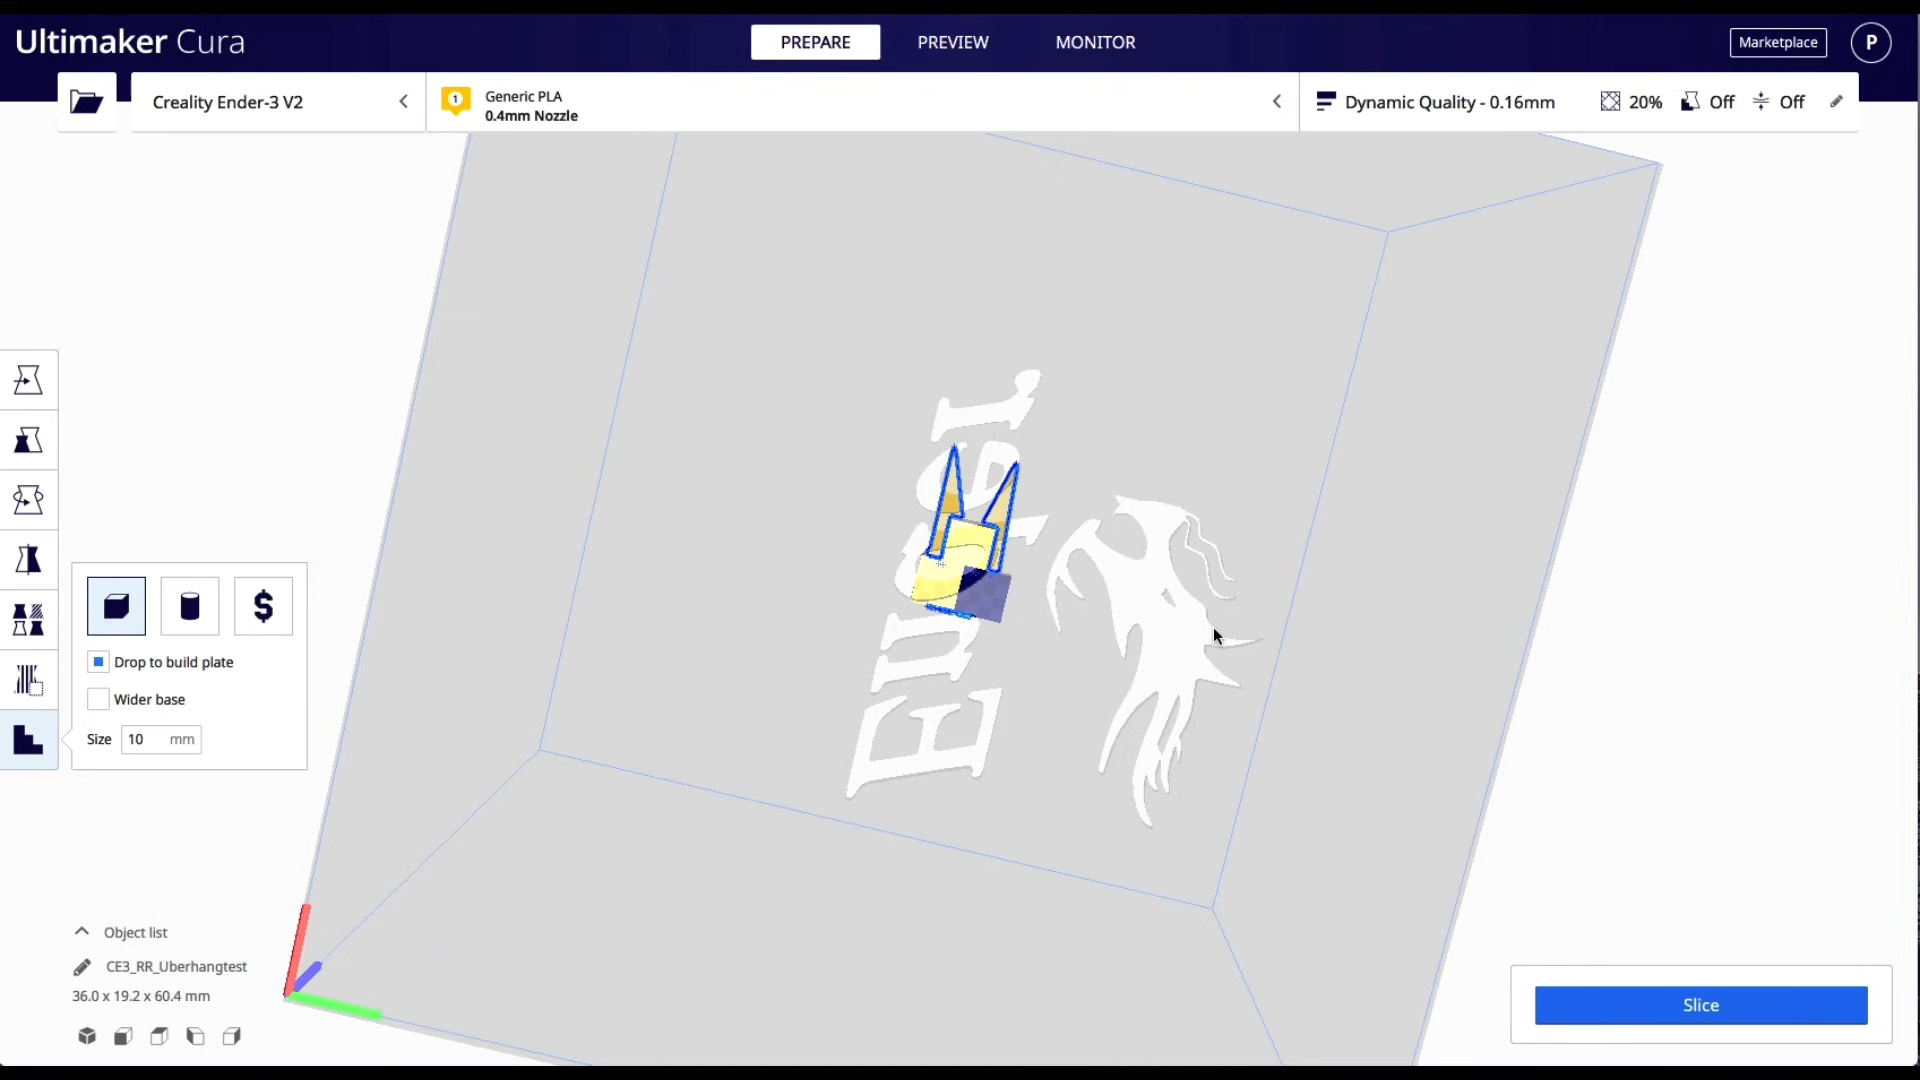 Ultimaker Cura
PREPARE
PREVIEW
MONITOR
Marketplace
P
Creality Ender-3 V2
1
Generic PLA
0.4mm Nozzle
Dynamic Quality - 0.16mm
20%
Off
Off
Ender
$
Drop to build plate
Wider base
Size 10 mm
Object list
CE3_RR_Uberhangtest
36.0 x 19.2 x 60.4 mm
Slice